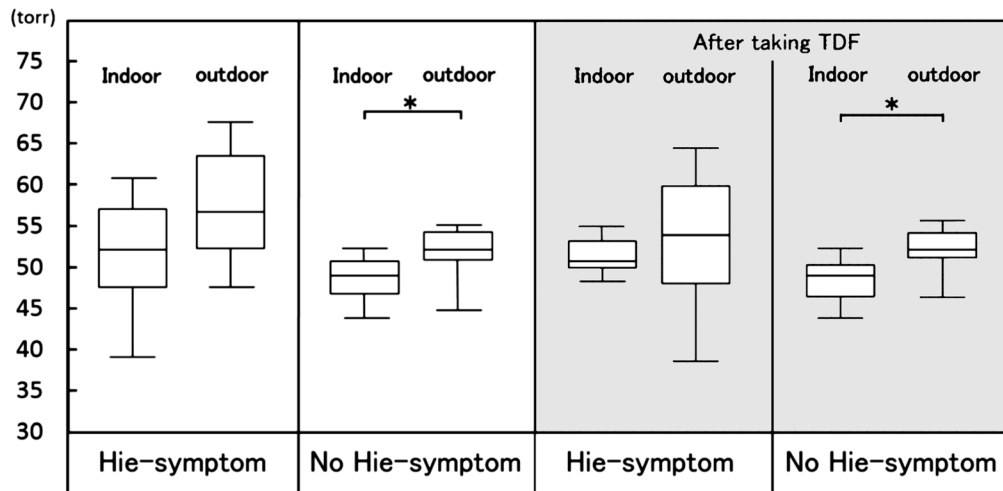 (torr)
75
70
65
60
55
50
45
40
35
30
Indoor
outdoor
Indoor
outdoor
*
After taking TDF
Indoor
outdoor
Indoor
outdoor
*
Hie-symptom
No Hie-symptom
Hie-symptom
No Hie-symptom